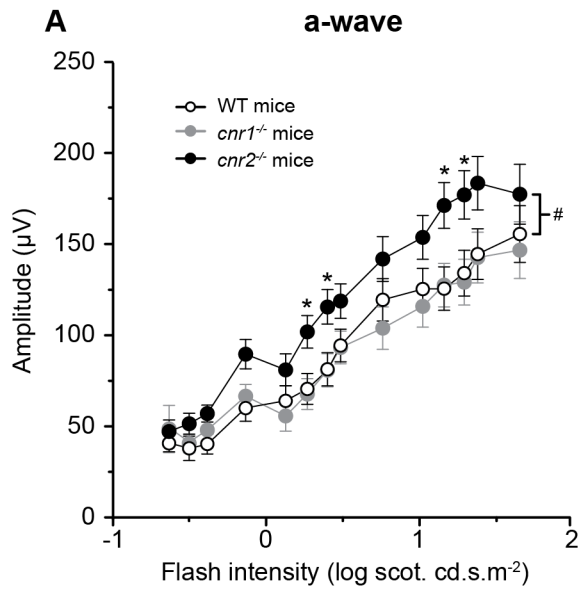 A
a-wave
250
200
150
100
50
0
Amplitude (µV)
WT mice
cnr1-/- mice
cnr2-/- mice
* *
* *
#
-1 0 1 2
Flash intensity (log scot. cd.s.m-2)